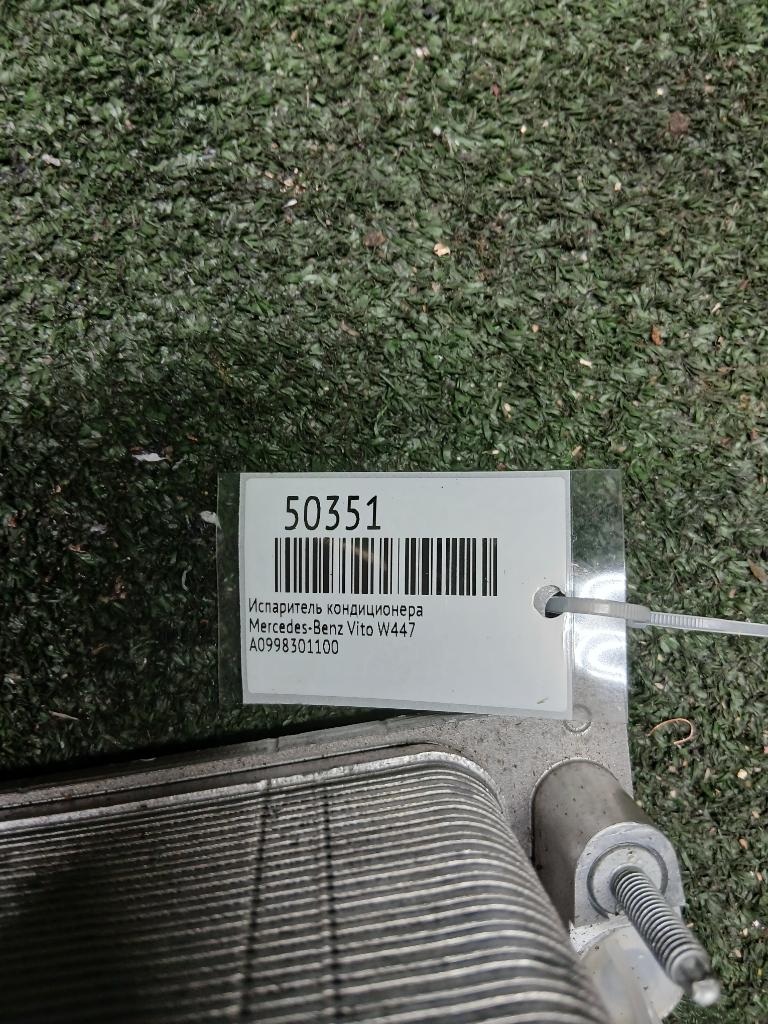 50351
Испаритель кондиционера
Mercedes-Benz Vito W447
A0998301100